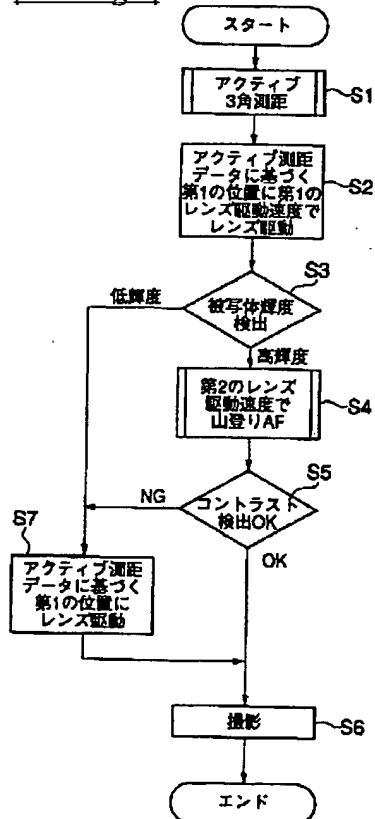 スタート
アクティブ
3角測距
S1
アクティブ測距
データに基づく
第1の位置に第1の
レンズ駆動速度で
レンズ駆動
S2
S3
被写体輝度
検出
低輝度
高輝度
第2のレンズ
駆動速度で
山登りAF
S4
S5
コントラスト
検出OK
NG
OK
S7
アクティブ測距
データに基づく
第1の位置に
レンズ駆動
撮影
S6
エンド